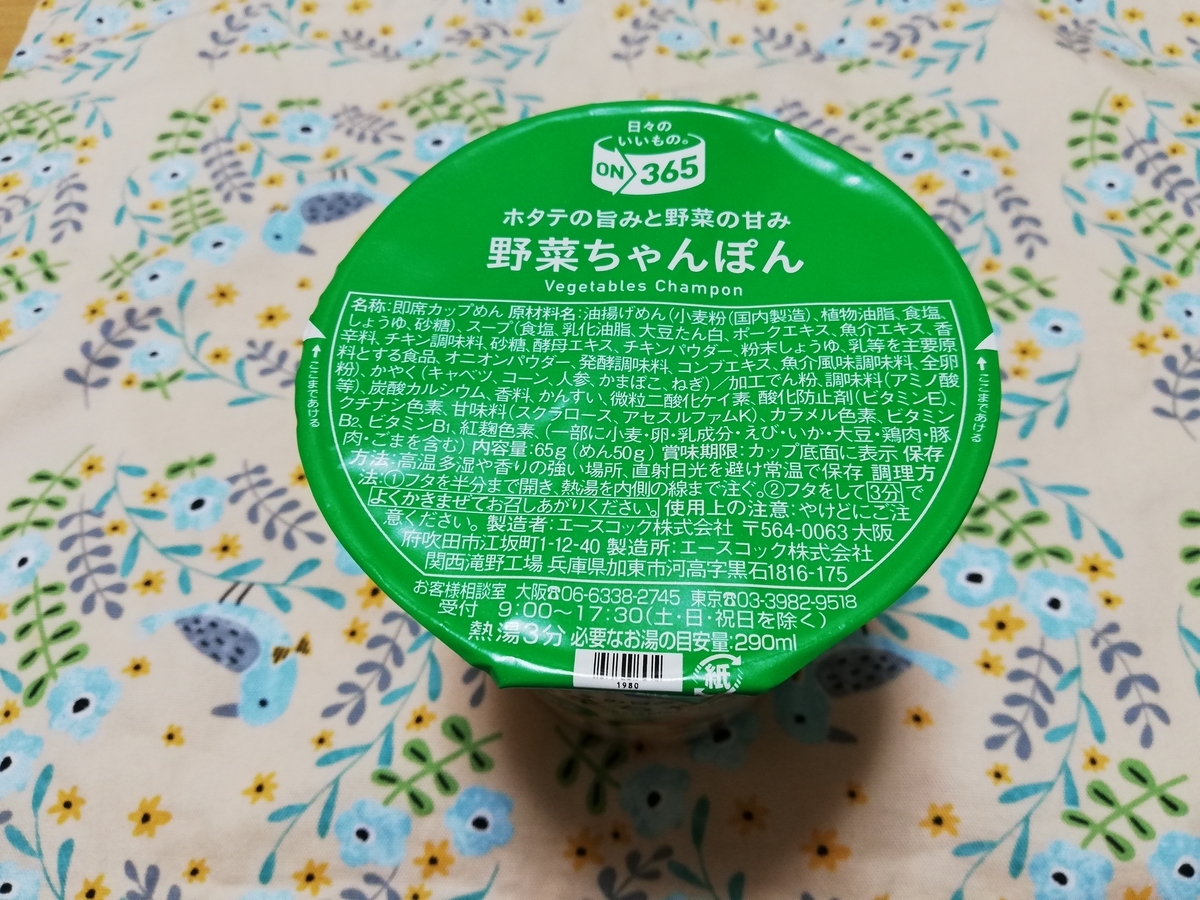 日々の
いいもの。
ON 365
ホタテの旨みと野菜の甘み
野菜ちゃんぽん
Vegetables Champon
名称:即席カップめん 原材料名:油揚げめん(小麦粉(国内製造)、植物油脂、食塩、
しょうゆ、砂糖)、スープ(食塩、乳化油脂、大豆たん白、ポークエキス、魚介エキス、香
辛料、チキン調味料、砂糖、酵母エキス、チキンパウダー、粉末しょうゆ、乳等を主要原
料とする食品、オニオンパウダー、発酵調味料、コンブエキス、魚介風味調味料、全卵
粉)、かやく(キャベツ、コーン、人参、かまぼこ、ねぎ)/加工でん粉、調味料(アミノ酸
等)、炭酸カルシウム、香料、かんすい、微粒二酸化ケイ素、酸化防止剤(ビタミンE)、
クチナシ色素、甘味料(スクラロース、アセスルファムK)、カラメル色素、ビタミン
B2、ビタミンB1、紅麹色素、(一部に小麦・卵・乳成分・えび・いか・大豆・鶏肉・豚
肉・ごまを含む) 内容量:65g(めん50g) 賞味期限:カップ底面に表示 保存
方法:高温多湿や香りの強い場所、直射日光を避け常温で保存 調理方
法:①フタを半分まで開き、熱湯を内側の線まで注ぐ。②フタをして3分で
よくかきまぜてお召しあがりください。 使用上の注意:やけどにご注
意ください。 製造者:エースコック株式会社 〒564-0063 大阪
府吹田市江坂町1-12-40 製造所:エースコック株式会社
関西滝野工場 兵庫県加東市河高字黒石1816-175
お客様相談室 大阪☎06-6338-2745 東京☎03-3982-9518
受付 9:00〜17:30(土・日・祝日を除く)
熱湯3分 必要なお湯の目安量:290ml
1980
紙
↑ここまであける
↑ここまであける